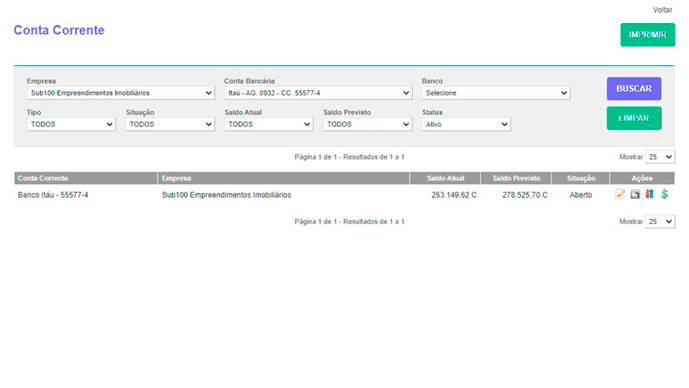 Voltar
Conta Corrente
IMPRIMIR
Empresa Conta Bancária Banco
Sub100 Empreendimentos Imobiliários Itaú - AG. 0932 - CC. 55577-4 Selecione
BUSCAR
Tipo Situação Saldo Atual Saldo Previsto Status
TODOS TODOS TODOS TODOS Ativo
LIMPAR
Página 1 de 1 - Resultados de 1 a 1 Mostrar 25
Conta Corrente Empresa Saldo Atual Saldo Previsto Situação Ações
Banco Itáu - 55577-4 Sub100 Empreendimentos Imobiliários 253.149,62 C 278.525,70 C Aberto
Página 1 de 1 - Resultados de 1 a 1 Mostrar 25